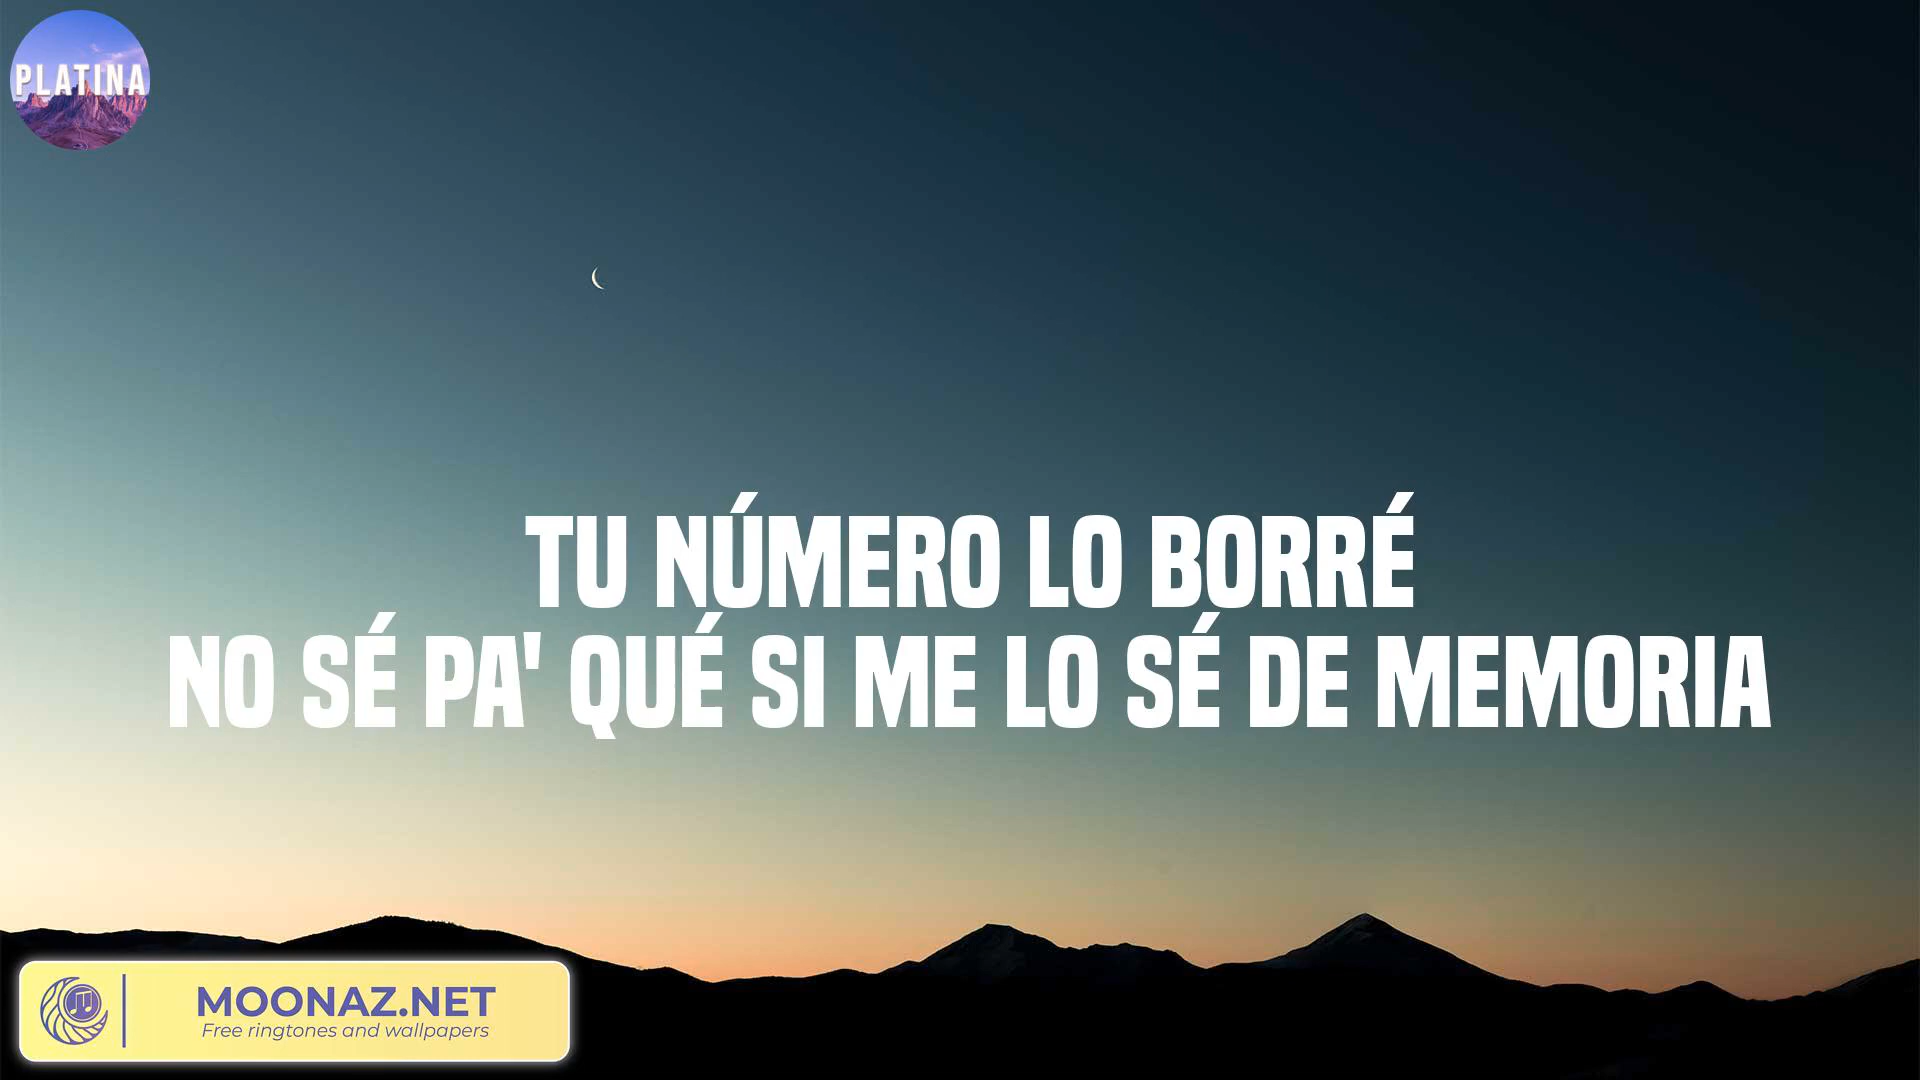 PLATINA
TU NÚMERO LO BORRÉ
NO SÉ PA' QUÉ SI ME LO SÉ DE MEMORIA
MOONAZ.NET
Free ringtones and wallpapers